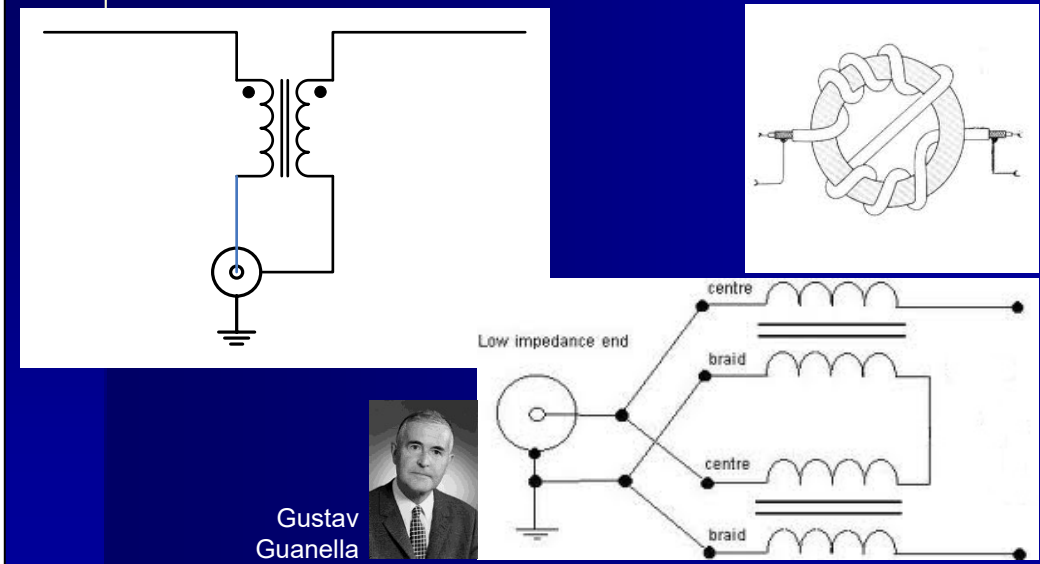 centre
Low impedance end
braid
centre
braid
Gustav
Guanella